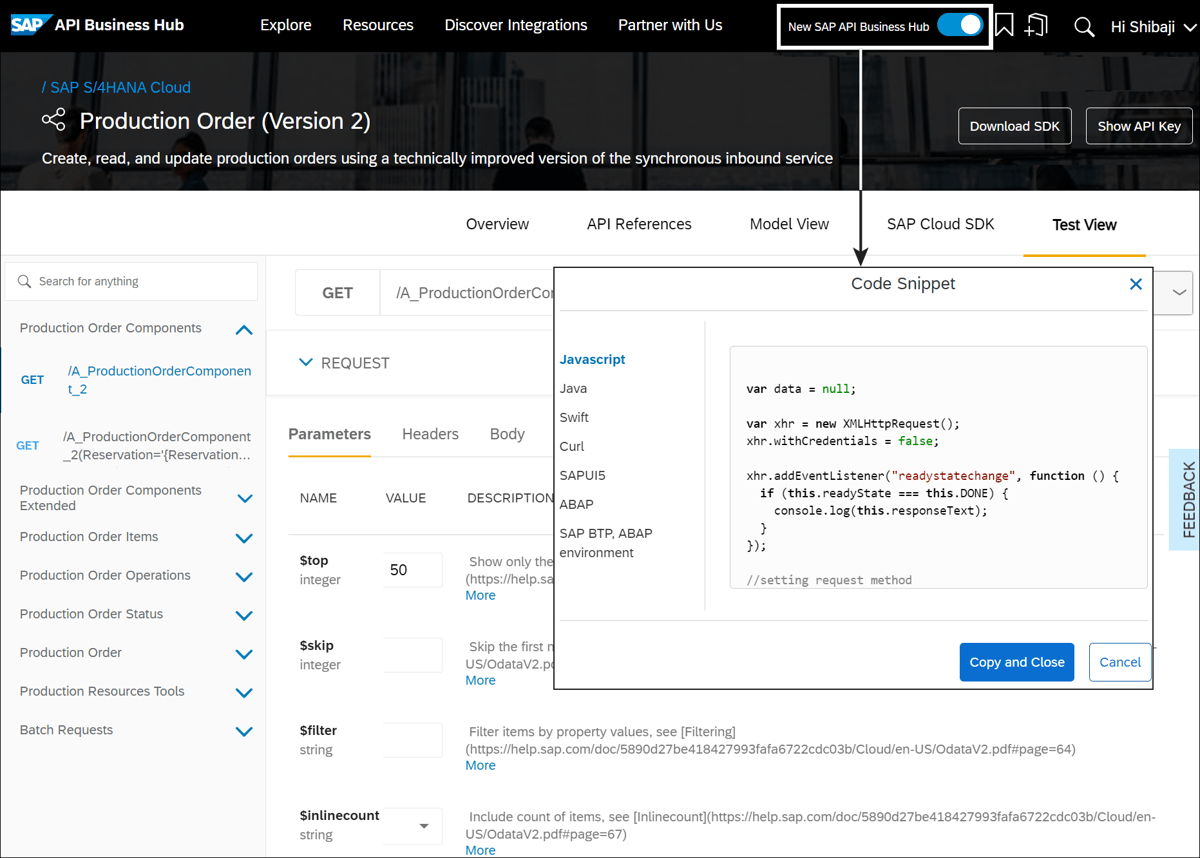 SAP API Business Hub
Explore
Resources
Discover Integrations
Partner with Us
New SAP API Business Hub
Hi Shibaji
/ SAP S/4HANA Cloud
Production Order (Version 2)
Download SDK
Show API Key
Create, read, and update production orders using a technically improved version of the synchronous inbound service
Overview
API References
Model View
SAP Cloud SDK
Test View
Search for anything
Production Order Components
GET
/A_ProductionOrderComponen
t_2
GET
/A_ProductionOrderComponent
_2(Reservation='{Reservation...
Production Order Components
Extended
Production Order Items
Production Order Operations
Production Order Status
Production Order
Production Resources Tools
Batch Requests
GET
/A_ProductionOrderCor
REQUEST
Parameters
Headers
Body
NAME
VALUE
DESCRIPTION
$top
integer
50
Show only the
(https://help.sa
More
$skip
integer
Skip the first n
US/OdataV2.pd
More
$filter
string
Filter items by property values, see [Filtering]
(https://help.sap.com/doc/5890d27be418427993fafa6722cdc03b/Cloud/en-US/OdataV2.pdf#page=64)
More
$inlinecount
string
Include count of items, see [Inlinecount](https://help.sap.com/doc/5890d27be418427993fafa6722cdc03b/Cloud/en-
US/OdataV2.pdf#page=67)
More
Code Snippet
Javascript
Java
Swift
Curl
SAPUI5
ABAP
SAP BTP, ABAP
environment
var data = null;
var xhr = new XMLHttpRequest();
xhr.withCredentials = false;
xhr.addEventListener("readystatechange", function () {
if (this.readyState === this.DONE) {
console.log(this.responseText);
}
});
//setting request method
Copy and Close
Cancel
FEEDBACK